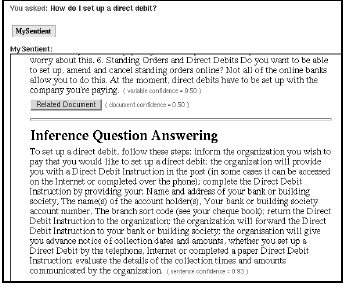 You asked: How do I set up a direct debit?
MySentient
MySentient:
worry about this. 6. Standing Orders and Direct Debits Do you want to be able
to set up, amend and cancel standing orders online? Not all of the online banks
allow you to do this. At the moment, direct debits have to be set up with the
company you're paying. ( variable confidence = 0.50 )
Related Document ( document confidence = 0.50 )
Inference Question Answering
To set up a direct debit, follow these steps: inform the organization you wish to
pay that you would like to set up a direct debit; the organization will provide
you with a Direct Debit Instruction in the post (in some cases it can be accessed
on the Internet or completed over the phone); complete the Direct Debit
Instruction by providing your: Name and address of your bank or building
society, The name(s) of the account holder(s), Your bank or building society
account number, The branch sort code (see your cheque book); return the Direct
Debit Instruction to the organization; the organization will forward the Direct
Debit Instruction to your bank or building society; the organisation will give
you advance notice of collection dates and amounts, whether you set up a
Direct Debit by the telephone, Internet or completed a paper Direct Debit
Instruction; evaluate the details of the collection times and amounts
communicated by the organization. ( sentence confidence = 0.93 )